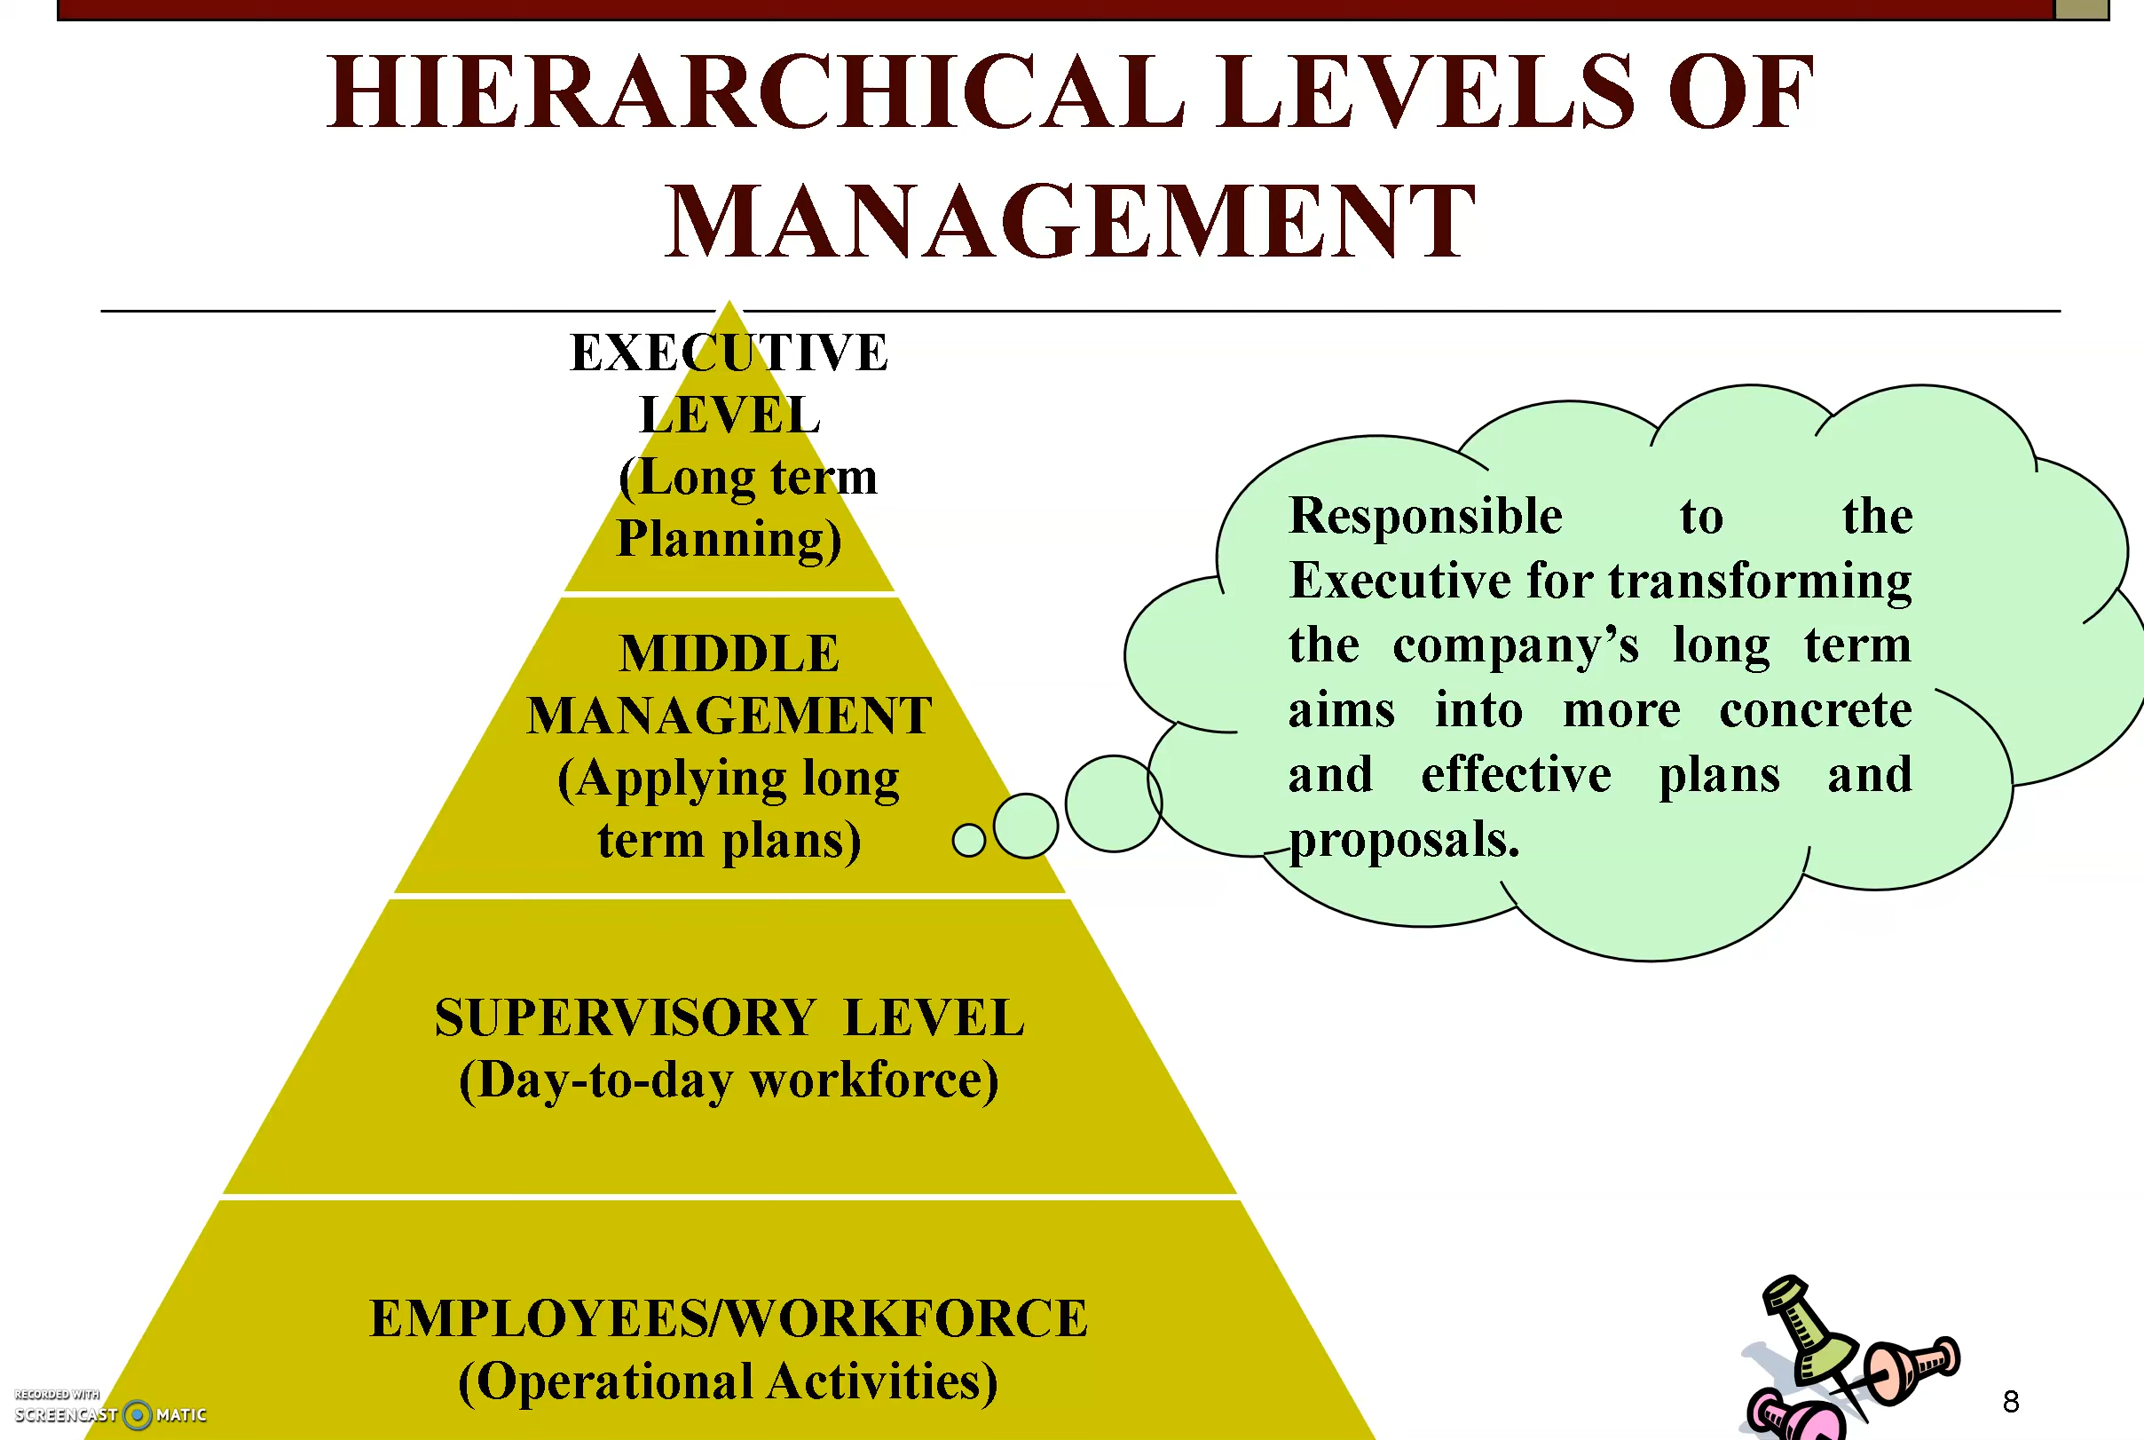 HIERARCHICAL LEVELS OF
MANAGEMENT
EXECUTIVE
LEVEL
(Long term
Planning)
MIDDLE
MANAGEMENT
(Applying long
term plans)
Responsible to the
Executive for transforming
the company’s long term
aims into more concrete
and effective plans and
proposals.
SUPERVISORY LEVEL
(Day-to-day workforce)
EMPLOYEES/WORKFORCE
(Operational Activities)
RECORDED WITH
SCREENCAST MATIC
8